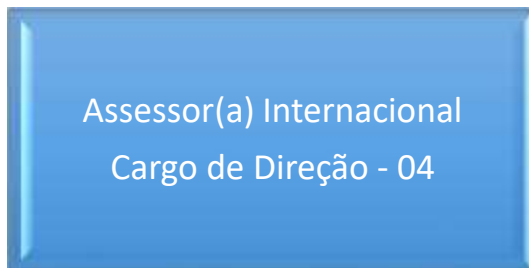 Assessor(a) Internacional
Cargo de Direção - 04